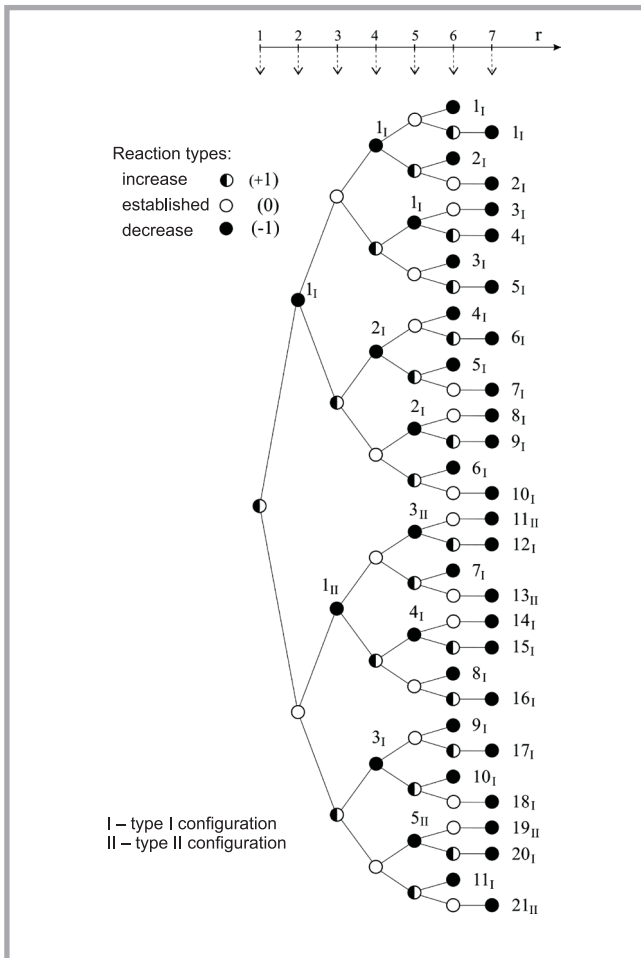 1 2 3 4 5 6 7 r
1I
1I 1I
Reaction types:
increase (+1)
2I
established (0)
2I
decrease (-1)
1I 3I
4I
3I
5I
1I
4I
2I 6I
5I
7I
2I 8I
9I
6I
10I
3II 11II
12I
7I
1II 13II
4I 14I
15I
8I
16I
9I
3I 17I
10I
18I
I – type I configuration
5II 19II
II – type II configuration
20I
11I
21II